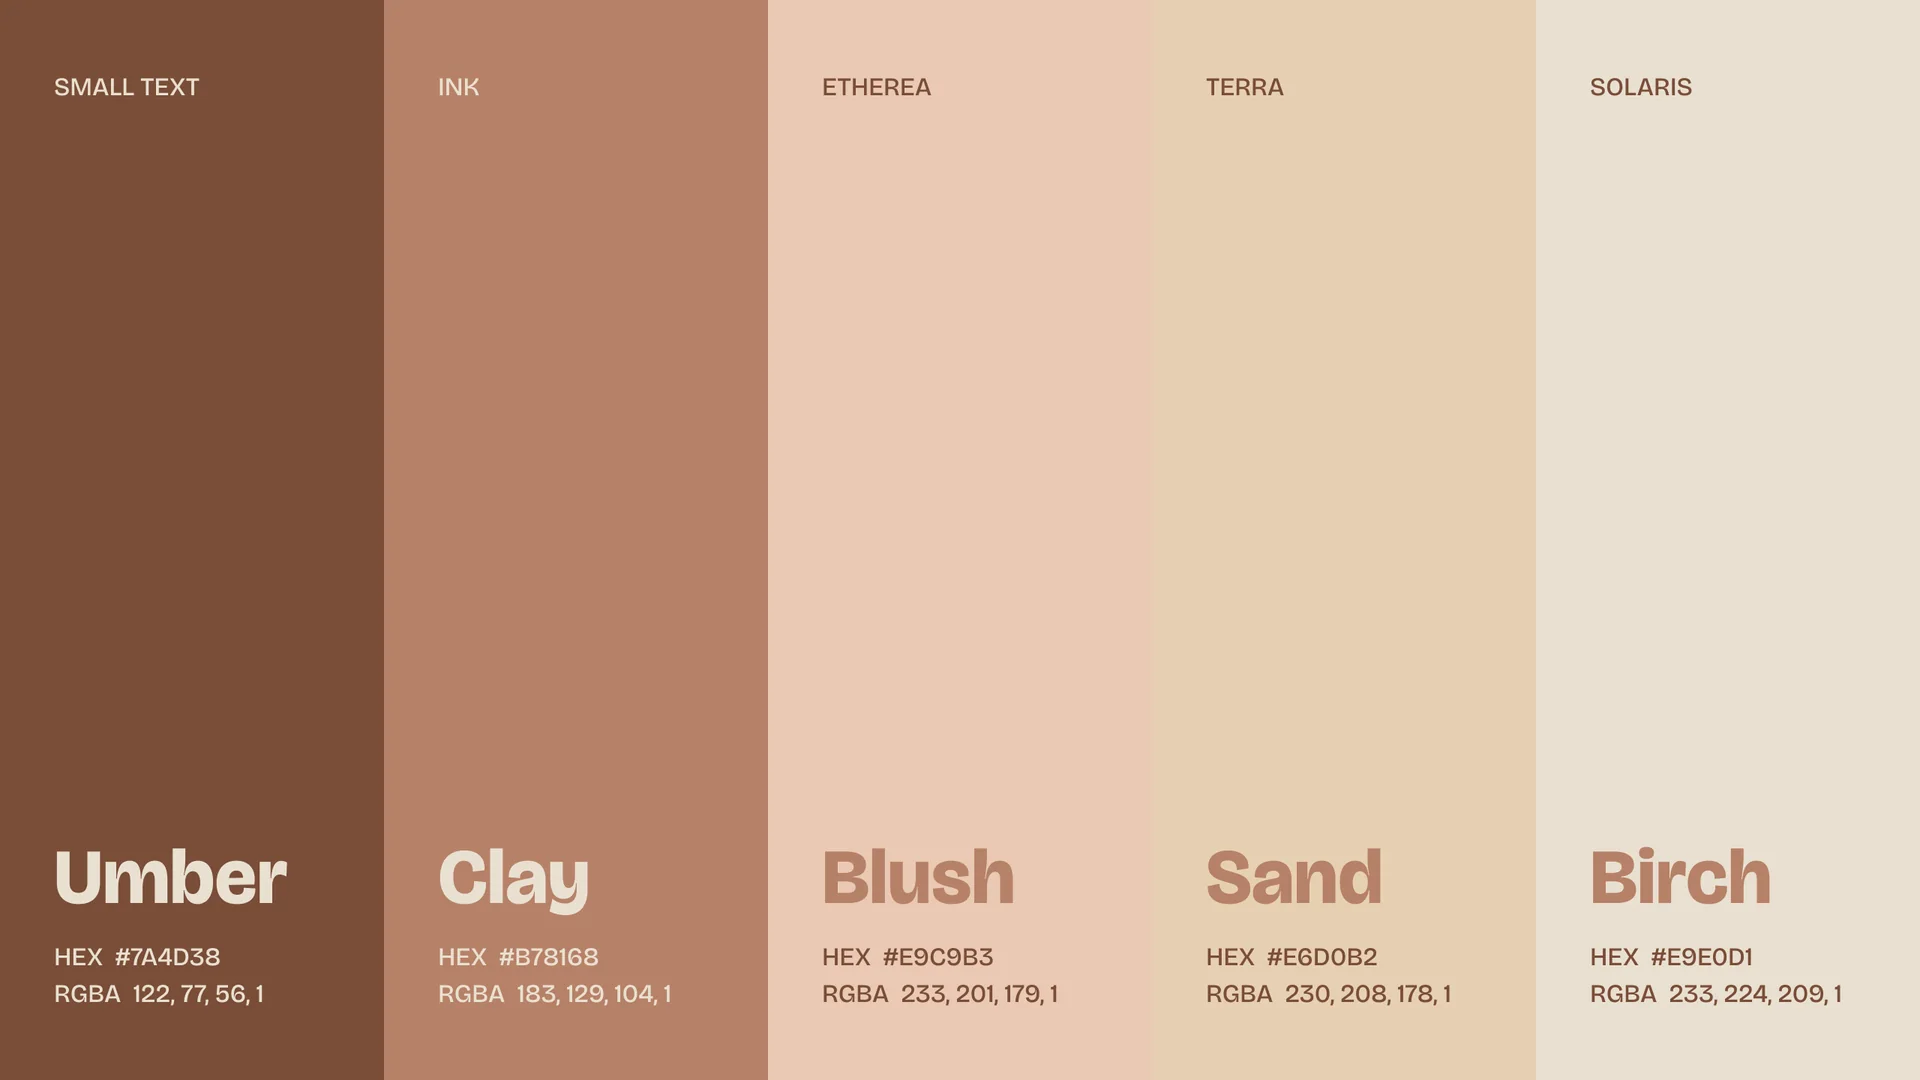 SMALL TEXT
Umber
HEX #7A4D38
RGBA 122, 77, 56, 1
INK
Clay
HEX #B78168
RGBA 183, 129, 104, 1
ETHEREA
Blush
HEX #E9C9B3
RGBA 233, 201, 179, 1
TERRA
Sand
HEX #E6D0B2
RGBA 230, 208, 178, 1
SOLARIS
Birch
HEX #E9E0D1
RGBA 233, 224, 209, 1